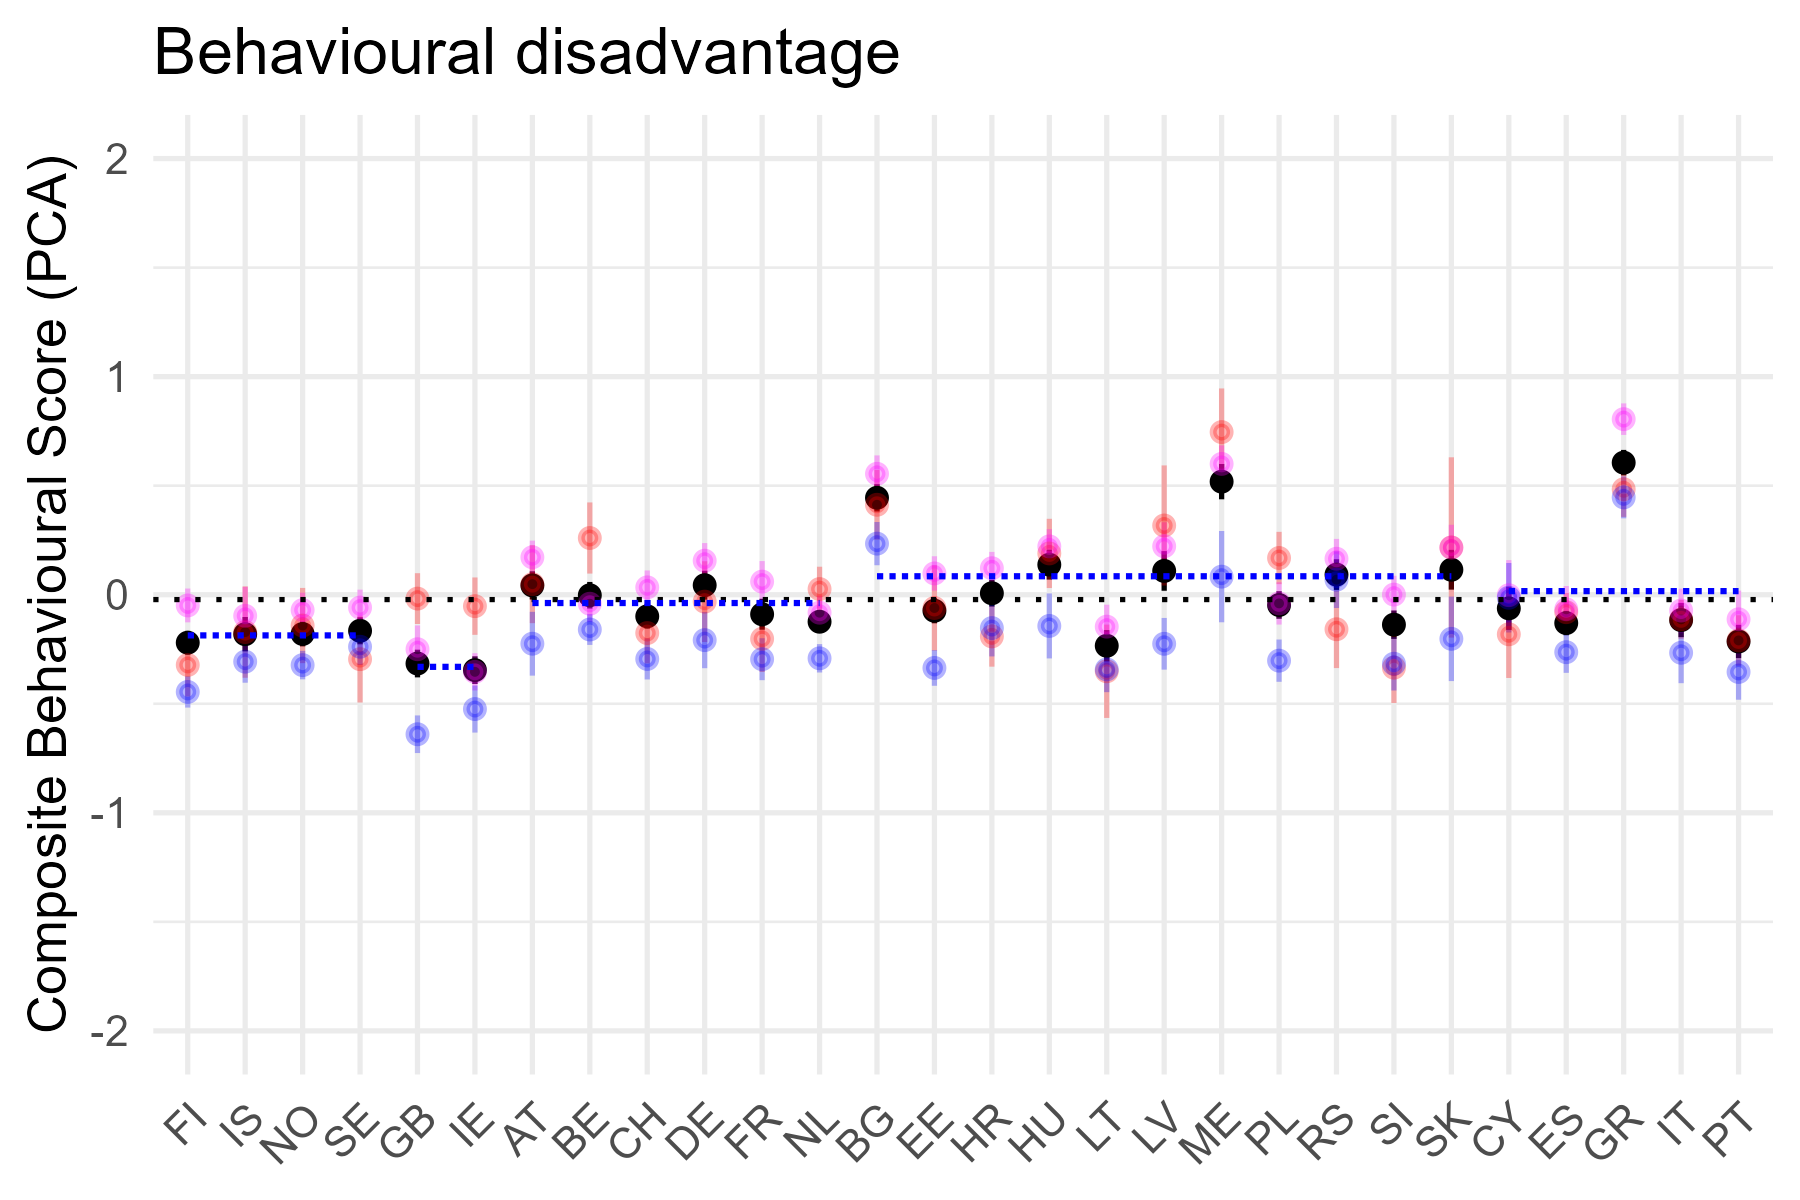 Behavioural disadvantage
Composite Behavioural Score (PCA)
2
1
0
-1
-2
FI IS NO SE GB IE AT BE CH DE FR NL BG EE HR HU LT LV ME PL RS SI SK CY ES GR IT PT